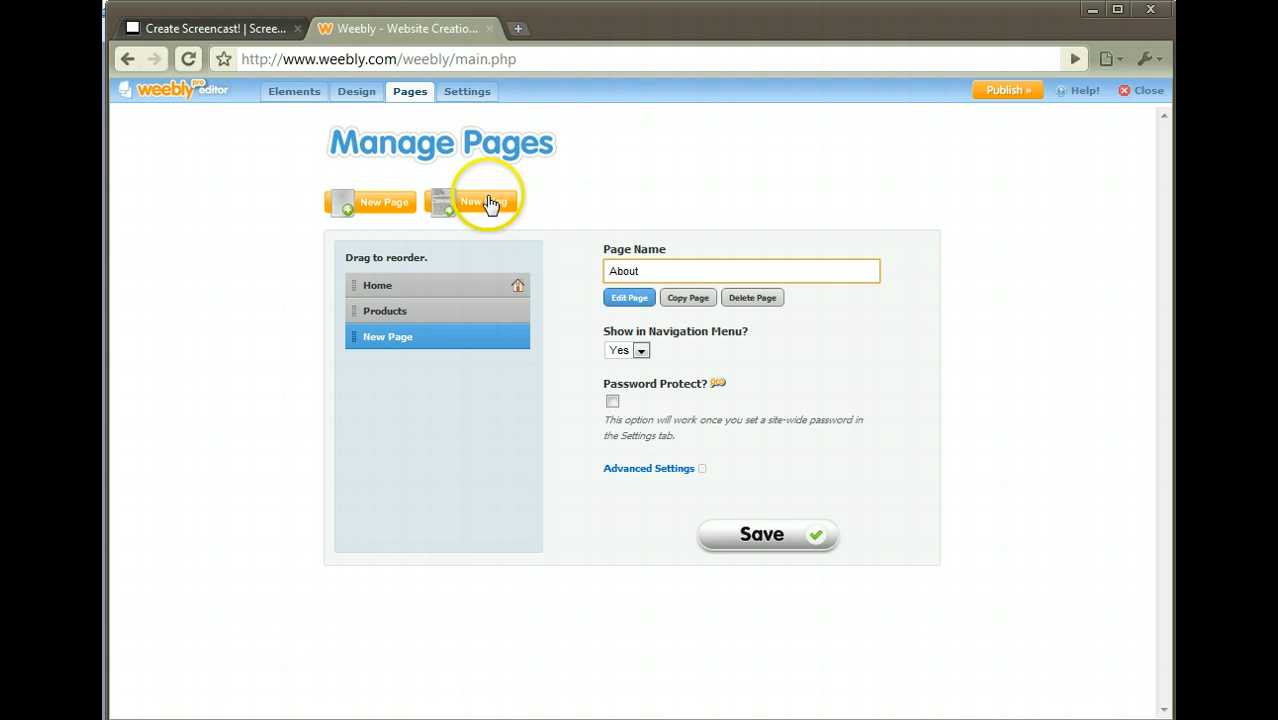 Create Screencast! | Scree...
Weebly - Website Creatio...
http://www.weebly.com/weebly/main.php
weebly pro editor
Elements
Design
Pages
Settings
Publish »
Help!
Close
Manage Pages
New Page
New
Drag to reorder.
Home
Products
New Page
Page Name
About
Edit Page
Copy Page
Delete Page
Show in Navigation Menu?
Yes
Password Protect? pro
This option will work once you set a site-wide password in
the Settings tab.
Advanced Settings
Save